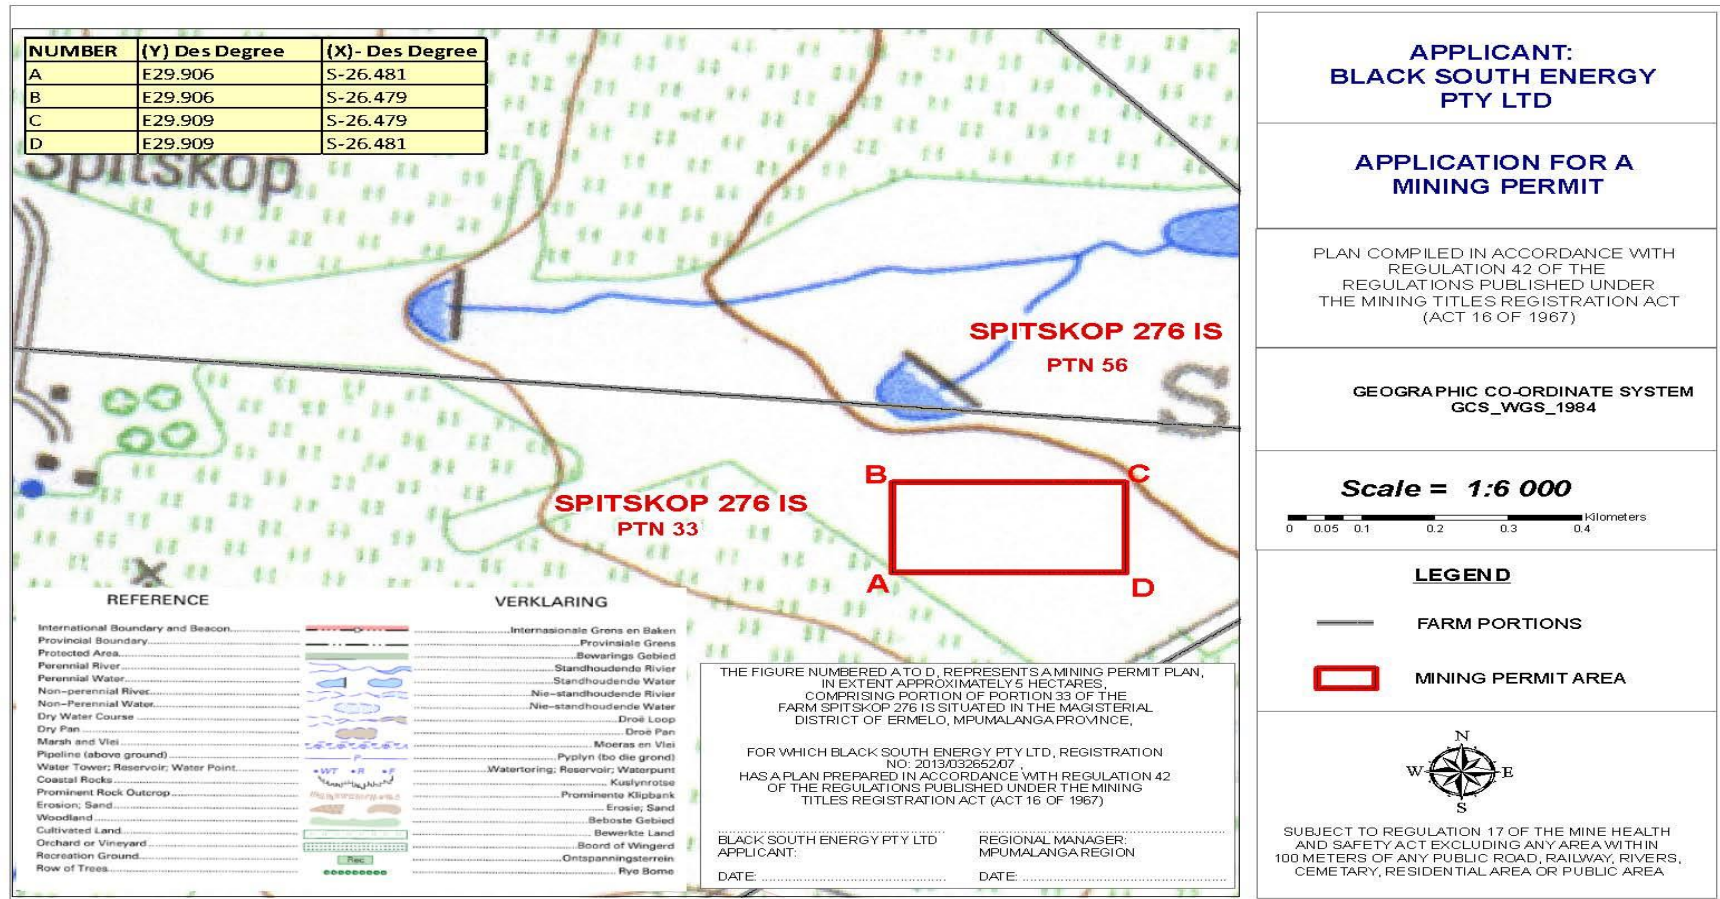 NUMBER (Y) Des Degree (X)- Des Degree
A E29.906 S-26.481
B E29.906 S-26.479
C E29.909 S-26.479
D E29.909 S-26.481
Spitskop
SPITSKOP 276 IS
PTN 56
S
SPITSKOP 276 IS
PTN 33
B
C
A
D
REFERENCE VERKLARING
International Boundary and Beacon Internasionale Grens en Baken
Provincial Boundary Provinsiale Grens
Protected Area Bewarings Gebied
Perennial River Standhoudende Rivier
Perennial Water Standhoudende Water
Non-perennial River Nie-standhoudende Rivier
Non-Perennial Water Nie-standhoudende Water
Dry Water Course Droë Loop
Dry Pan Droë Pan
Marsh and Vlei Moeras en Vlei
Pipeline (above ground) P Pyplyn (bo die grond)
Water Tower; Reservoir; Water Point WT R F Watertoring; Reservoir; Waterpunt
Coastal Rocks Kuslynrotse
Prominent Rock Outcrop Prominente Klipbank
Erosion; Sand Erosie; Sand
Woodland Beboste Gebied
Cultivated Land Bewerkte Land
Orchard or Vineyard Boord of Wingerd
Recreation Ground Rec Ontspanningsterrein
Row of Trees Rye Bome
THE FIGURE NUMBERED A TO D, REPRESENTS A MINING PERMIT PLAN,
IN EXTENT APPROXIMATELY 5 HECTARES,
COMPRISING PORTION OF PORTION 33 OF THE
FARM SPITSKOP 276 IS SITUATED IN THE MAGISTERIAL
DISTRICT OF ERMELO, MPUMALANGA PROVINCE,
FOR WHICH BLACK SOUTH ENERGY PTY LTD, REGISTRATION
NO: 2013/032652/07 ,
HAS A PLAN PREPARED IN ACCORDANCE WITH REGULATION 42
OF THE REGULATIONS PUBLISHED UNDER THE MINING
TITLES REGISTRATION ACT (ACT 16 OF 1967)
BLACK SOUTH ENERGY PTY LTD REGIONAL MANAGER:
APPLICANT: MPUMALANGA REGION
DATE: DATE:
APPLICANT:
BLACK SOUTH ENERGY
PTY LTD
APPLICATION FOR A
MINING PERMIT
PLAN COMPILED IN ACCORDANCE WITH
REGULATION 42 OF THE
REGULATIONS PUBLISHED UNDER
THE MINING TITLES REGISTRATION ACT
(ACT 16 OF 1967)
GEOGRAPHIC CO-ORDINATE SYSTEM
GCS_WGS_1984
Scale = 1:6 000
Kilometers
0 0.05 0.1 0.2 0.3 0.4
LEGEND
FARM PORTIONS
MINING PERMIT AREA
N
W E
S
SUBJECT TO REGULATION 17 OF THE MINE HEALTH
AND SAFETY ACT EXCLUDING ANY AREA WITHIN
100 METERS OF ANY PUBLIC ROAD, RAILWAY, RIVERS,
CEMETARY, RESIDENTIAL AREA OR PUBLIC AREA